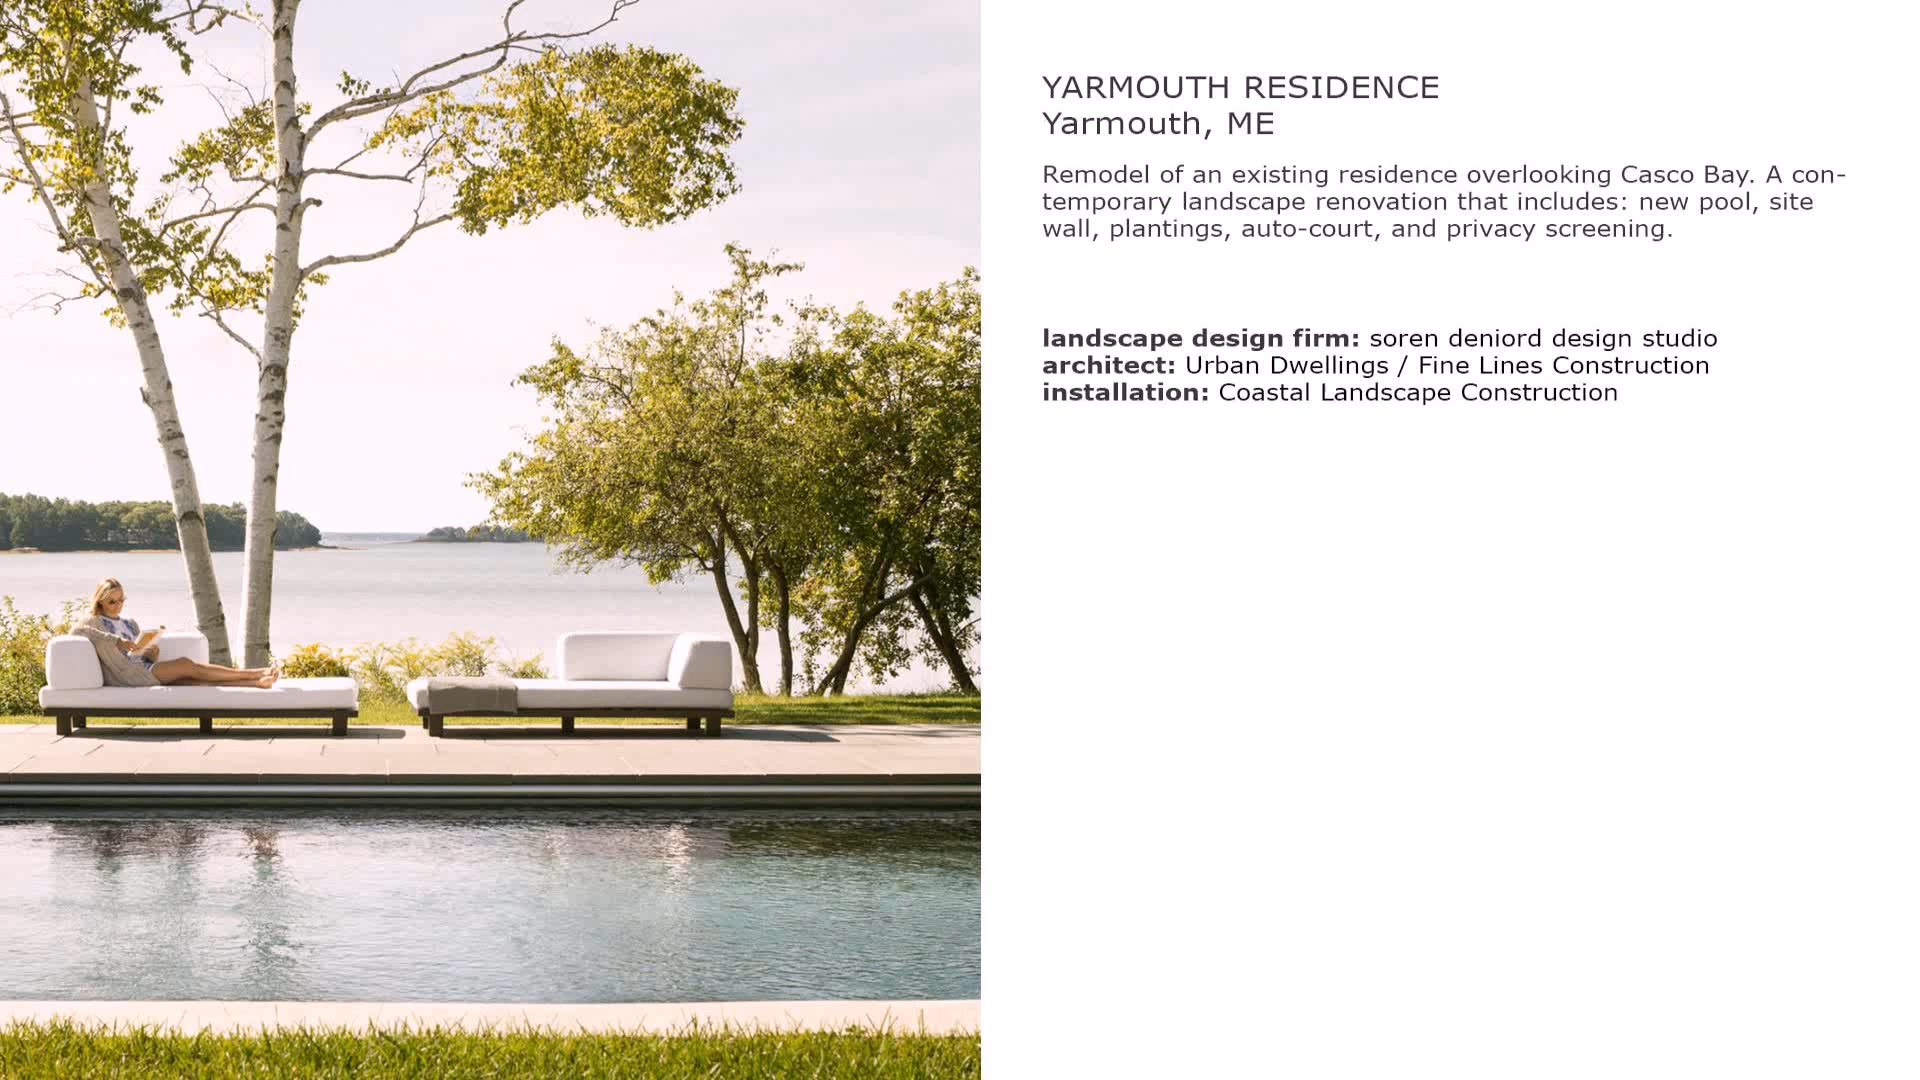 YARMOUTH RESIDENCE
Yarmouth, ME
Remodel of an existing residence overlooking Casco Bay. A con-
temporary landscape renovation that includes: new pool, site
wall, plantings, auto-court, and privacy screening.
landscape design firm: soren deniord design studio
architect: Urban Dwellings / Fine Lines Construction
installation: Coastal Landscape Construction